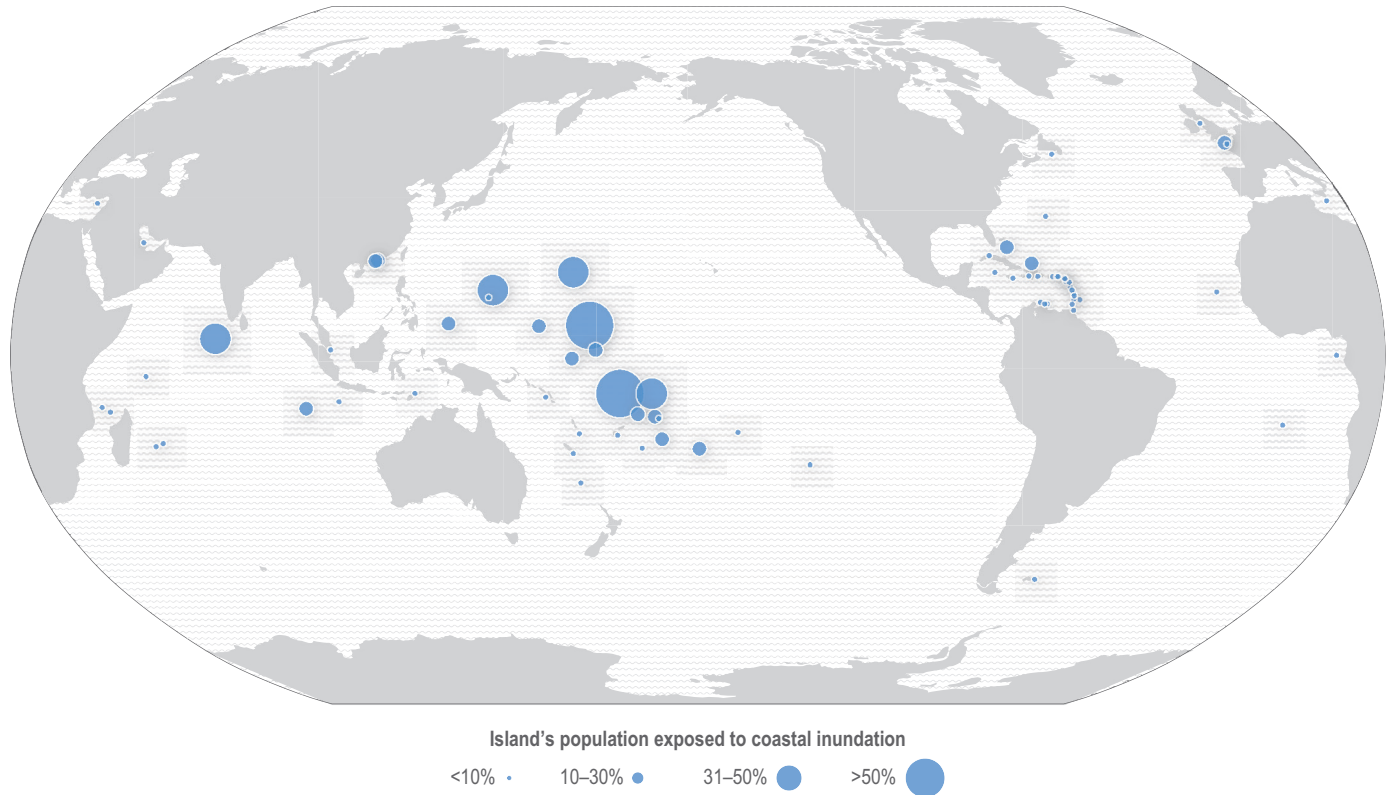 Island’s population exposed to coastal inundation
<10% 10–30% 31–50% >50%